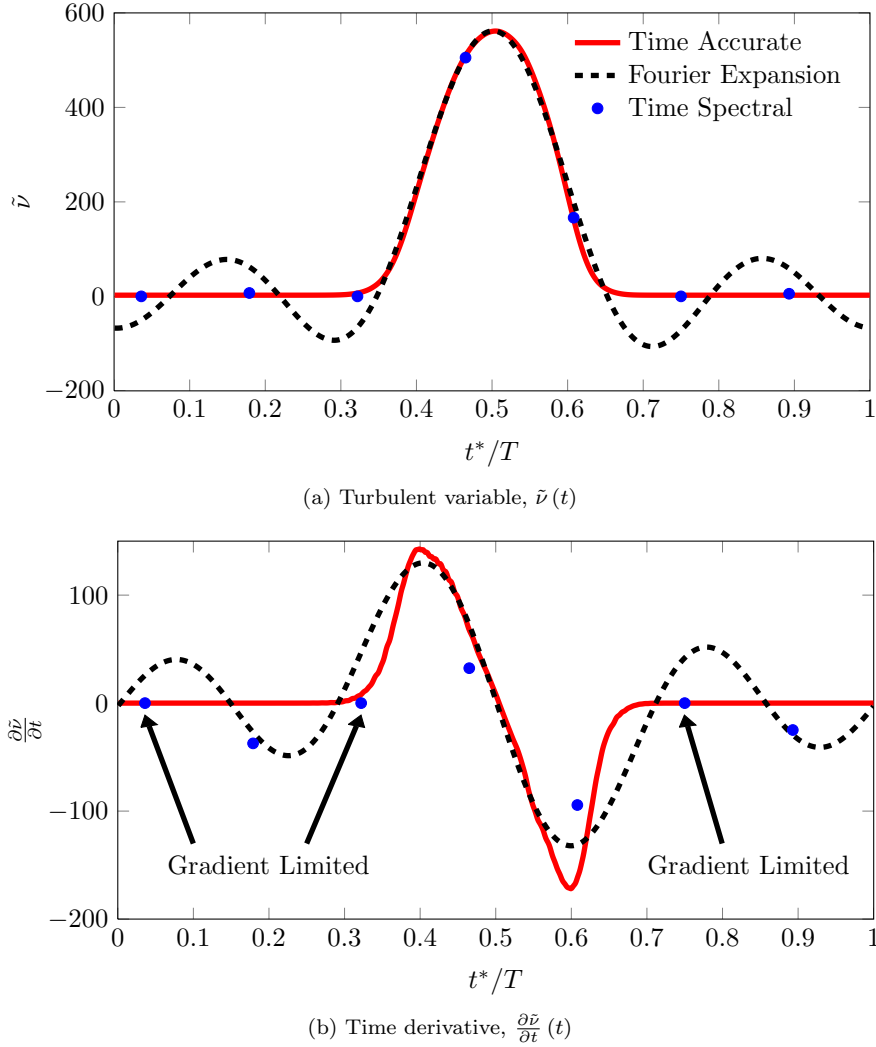 600
400
200
0
−200
ν̃
Time Accurate
Fourier Expansion
Time Spectral
0 0.1 0.2 0.3 0.4 0.5 0.6 0.7 0.8 0.9 1
t*/T
(a) Turbulent variable, ν̃ (t)
100
0
−100
−200
∂ν̃/∂t
Gradient Limited Gradient Limited
0 0.1 0.2 0.3 0.4 0.5 0.6 0.7 0.8 0.9 1
t*/T
(b) Time derivative, ∂ν̃/∂t (t)